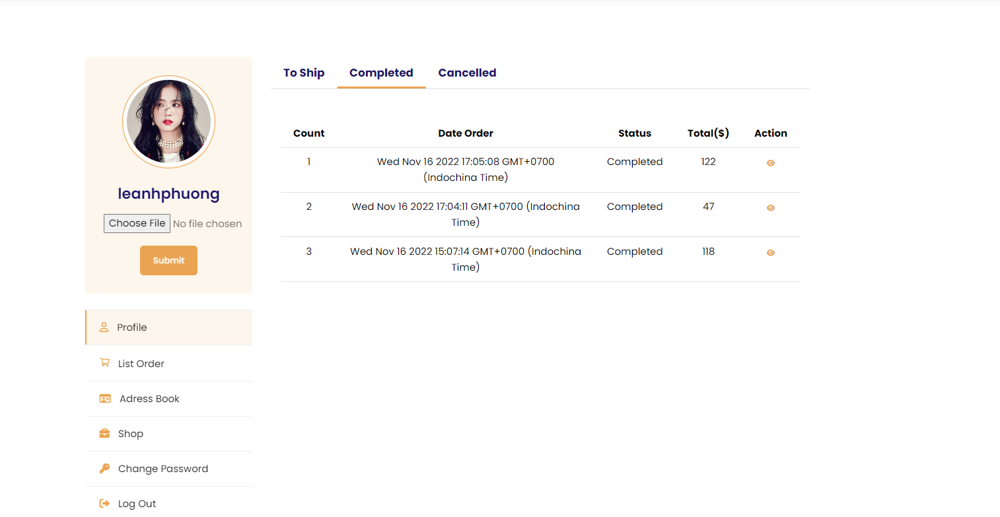 To Ship Completed Cancelled
leanhphuong
Choose File No file chosen
Submit
Profile
List Order
Adress Book
Shop
Change Password
Log Out
Count Date Order Status Total($) Action
1 Wed Nov 16 2022 17:05:08 GMT+0700 Completed 122
(Indochina Time)
2 Wed Nov 16 2022 17:04:11 GMT+0700 (Indochina Completed 47
Time)
3 Wed Nov 16 2022 15:07:14 GMT+0700 (Indochina Completed 118
Time)